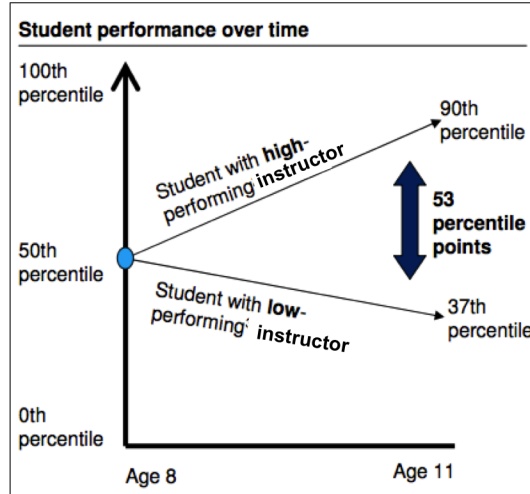 Student performance over time
100th
percentile
90th
percentile
Student with high-
performing instructor
53
percentile
points
50th
percentile
Student with low-
performing instructor
37th
percentile
0th
percentile
Age 8
Age 11